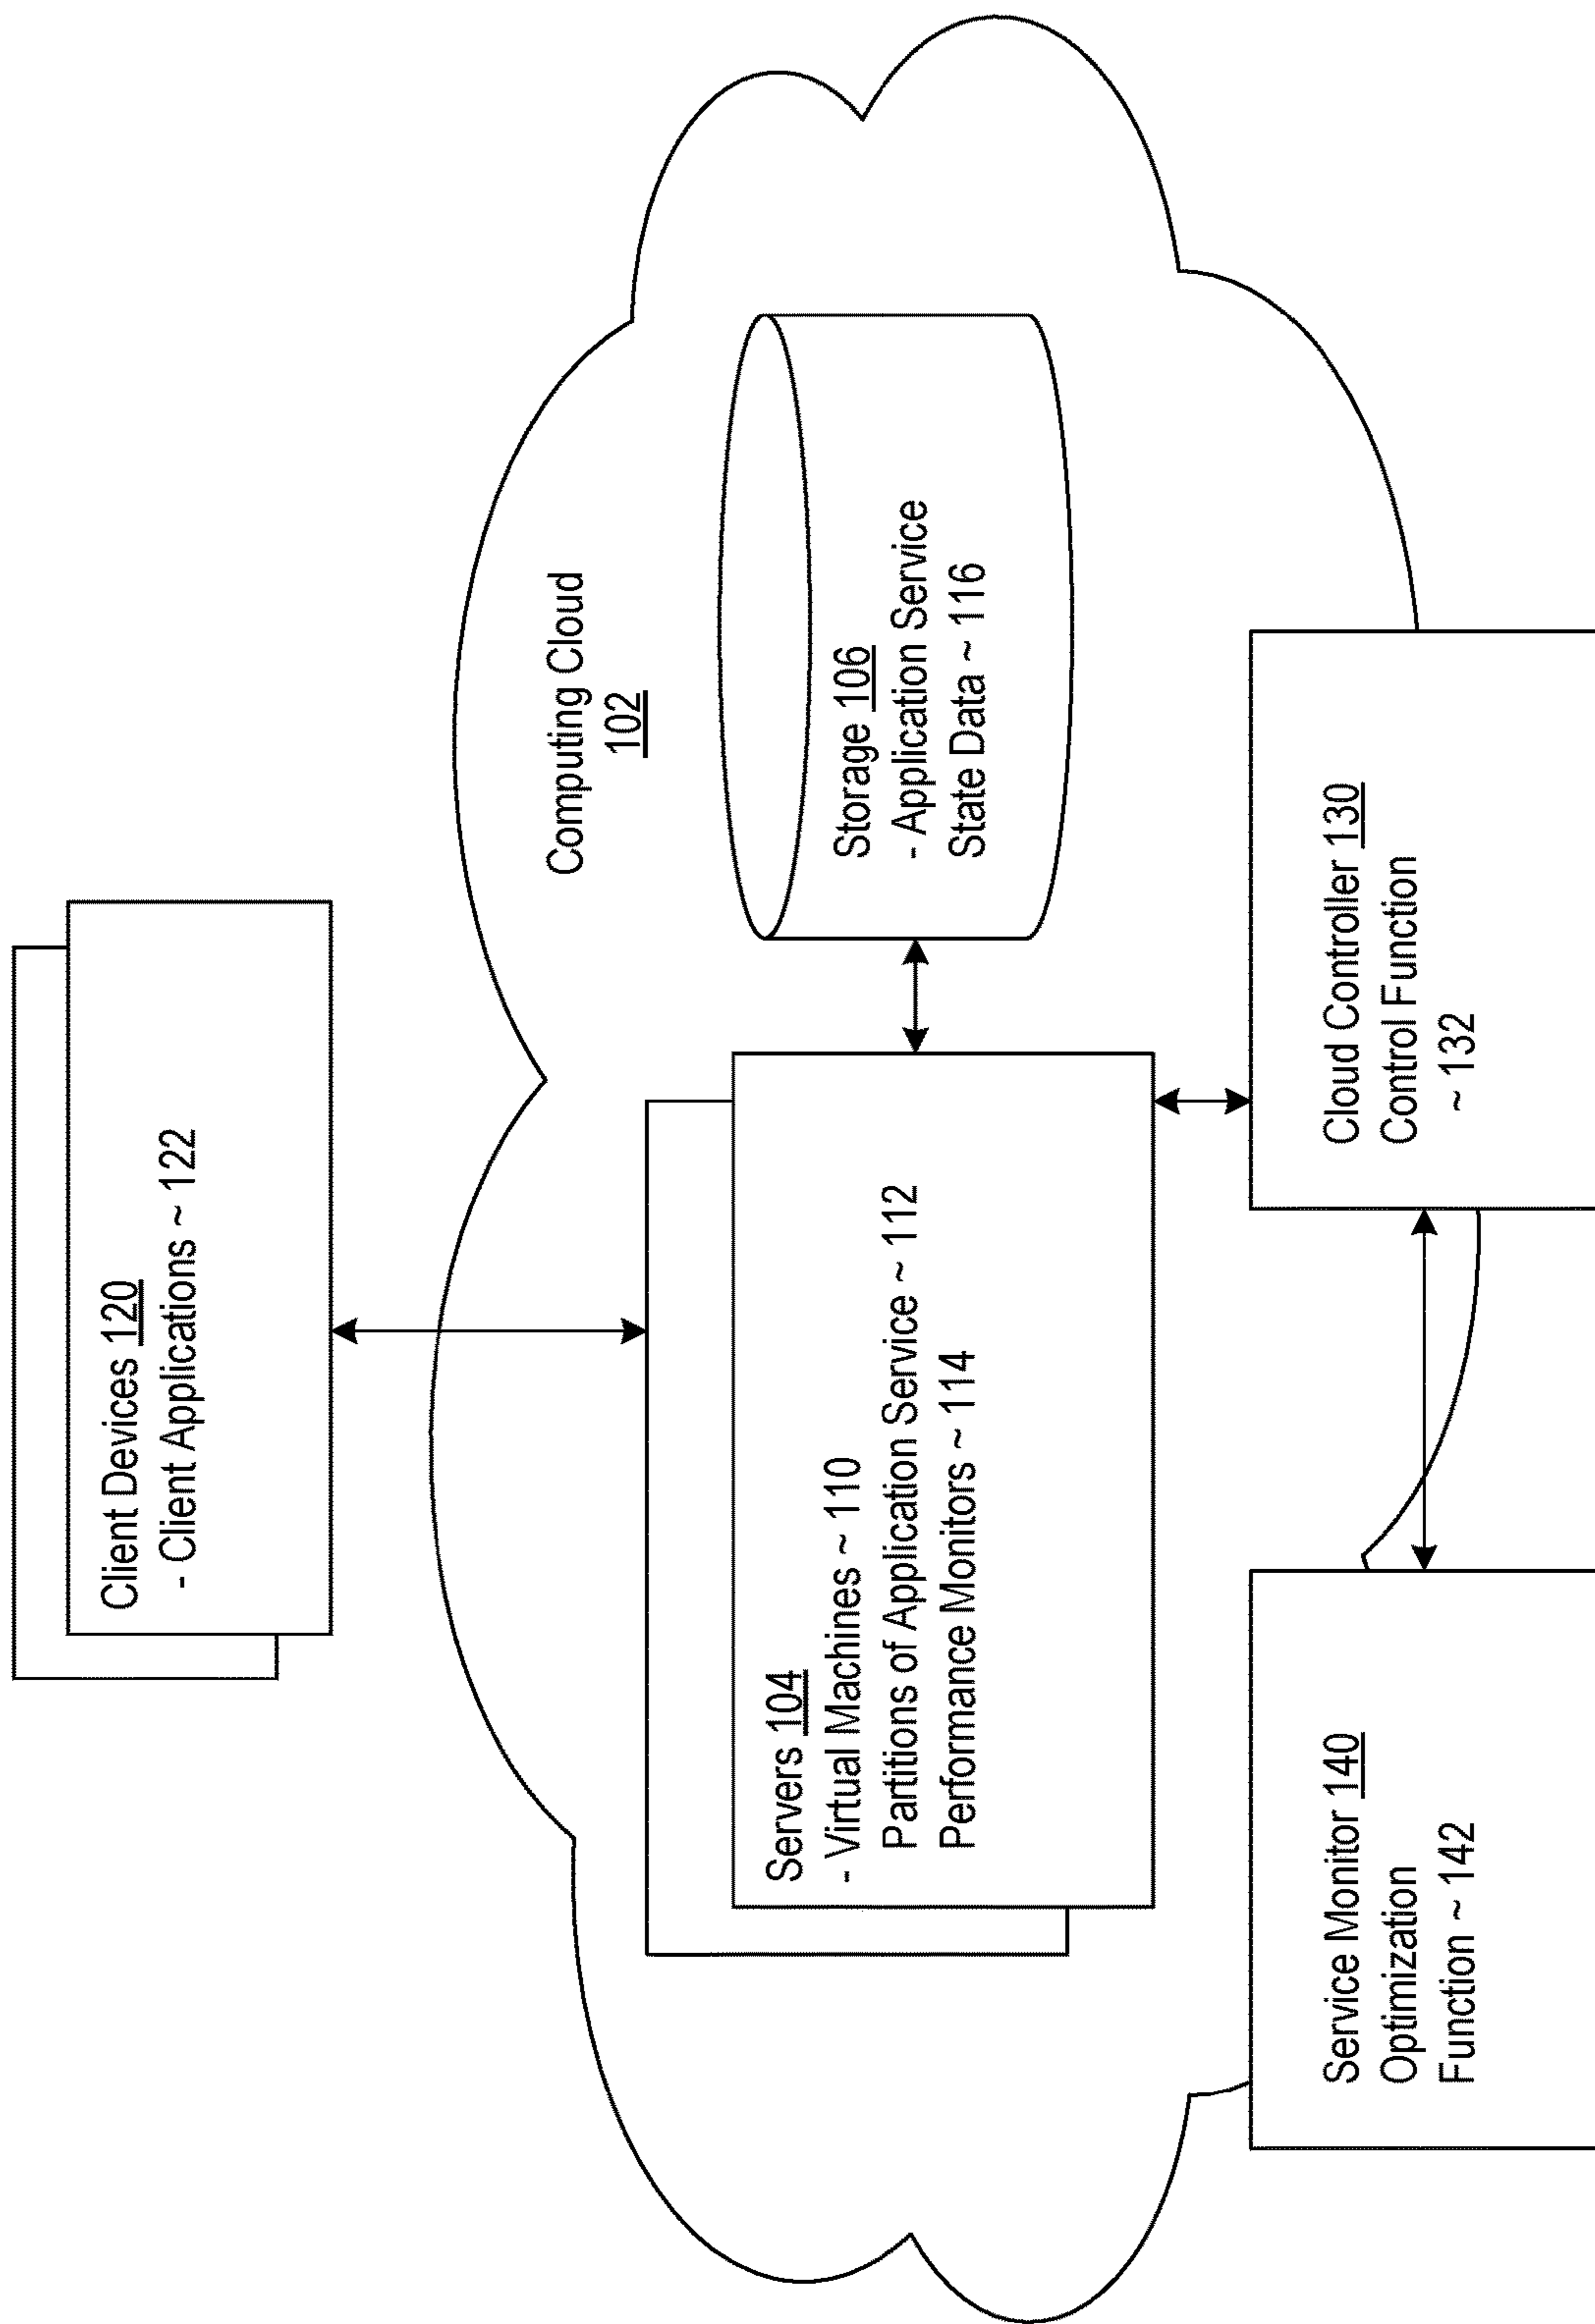 Client Devices 120
- Client Applications ~ 122
Computing Cloud
102
Servers 104
- Virtual Machines ~ 110
Partitions of Application Service ~ 112
Performance Monitors ~ 114
Storage 106
- Application Service
State Data ~ 116
Service Monitor 140
Optimization
Function ~ 142
Cloud Controller 130
Control Function
~ 132